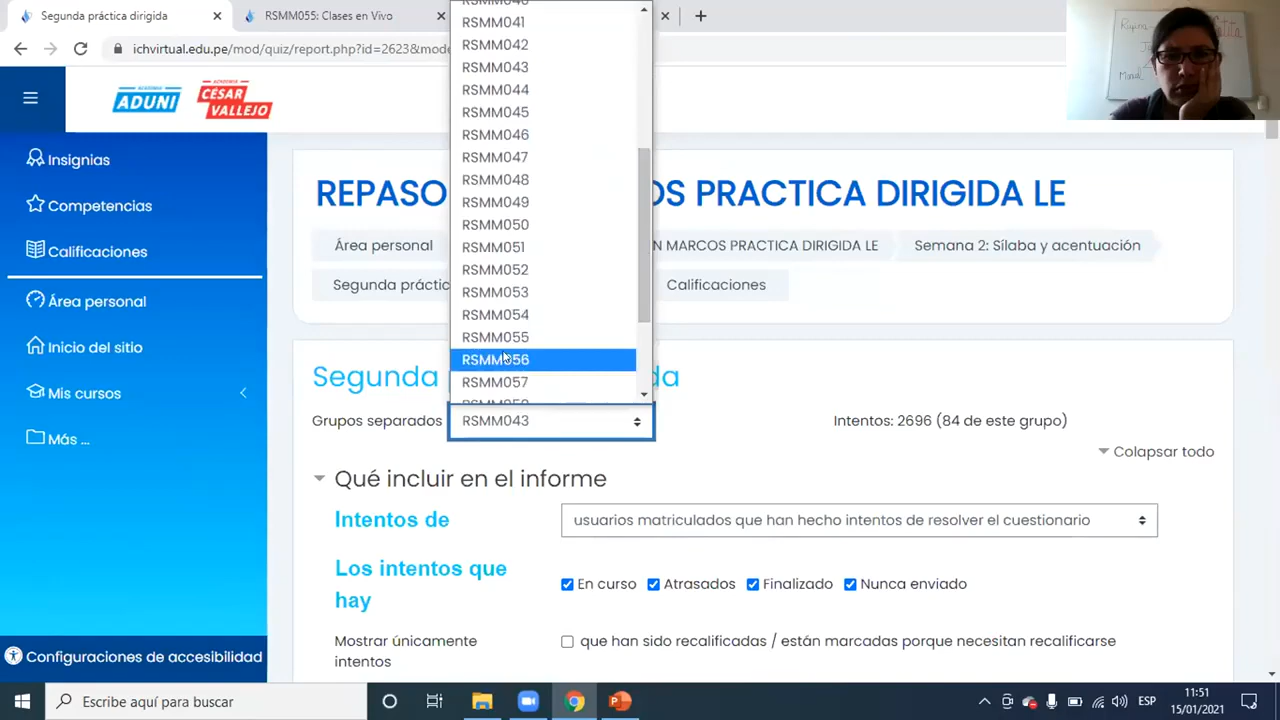 Segunda práctica dirigida
RSMM055: Clases en Vivo
ichvirtual.edu.pe/mod/quiz/report.php?id=2623&mod
ACADEMIA
ADUNI
ACADEMIA
CÉSAR
VALLEJO
Insignias
Competencias
Calificaciones
Área personal
Inicio del sitio
Mis cursos
Más ...
Configuraciones de accesibilidad
RSMM041
RSMM042
RSMM043
RSMM044
RSMM045
RSMM046
RSMM047
RSMM048
RSMM049
RSMM050
RSMM051
RSMM052
RSMM053
RSMM054
RSMM055
RSMM056
RSMM057
REPASO OS PRACTICA DIRIGIDA LE
Área personal
N MARCOS PRACTICA DIRIGIDA LE
Semana 2: Sílaba y acentuación
Segunda práctic
Calificaciones
Segunda da
Grupos separados
RSMM043
Intentos: 2696 (84 de este grupo)
Colapsar todo
Qué incluir en el informe
Intentos de
usuarios matriculados que han hecho intentos de resolver el cuestionario
Los intentos que
hay
En curso
Atrasados
Finalizado
Nunca enviado
Mostrar únicamente
intentos
que han sido recalificadas / están marcadas porque necesitan recalificarse
Escribe aquí para buscar
ESP
11:51
15/01/2021